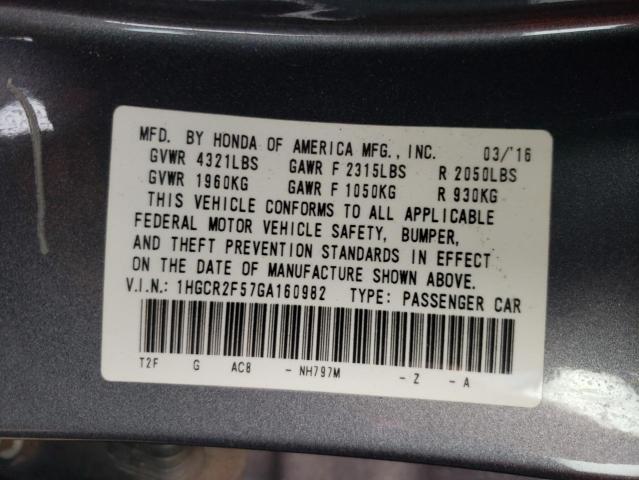 MFD. BY HONDA OF AMERICA MFG., INC. 03/'16
GVWR 4321LBS GAWR F 2315LBS R 2050LBS
GVWR 1960KG GAWR F 1050KG R 930KG
THIS VEHICLE CONFORMS TO ALL APPLICABLE
FEDERAL MOTOR VEHICLE SAFETY, BUMPER,
AND THEFT PREVENTION STANDARDS IN EFFECT
ON THE DATE OF MANUFACTURE SHOWN ABOVE.
V.I.N.: 1HGCR2F57GA160982 TYPE: PASSENGER CAR
T2F G AC8 - NH797M - Z - A